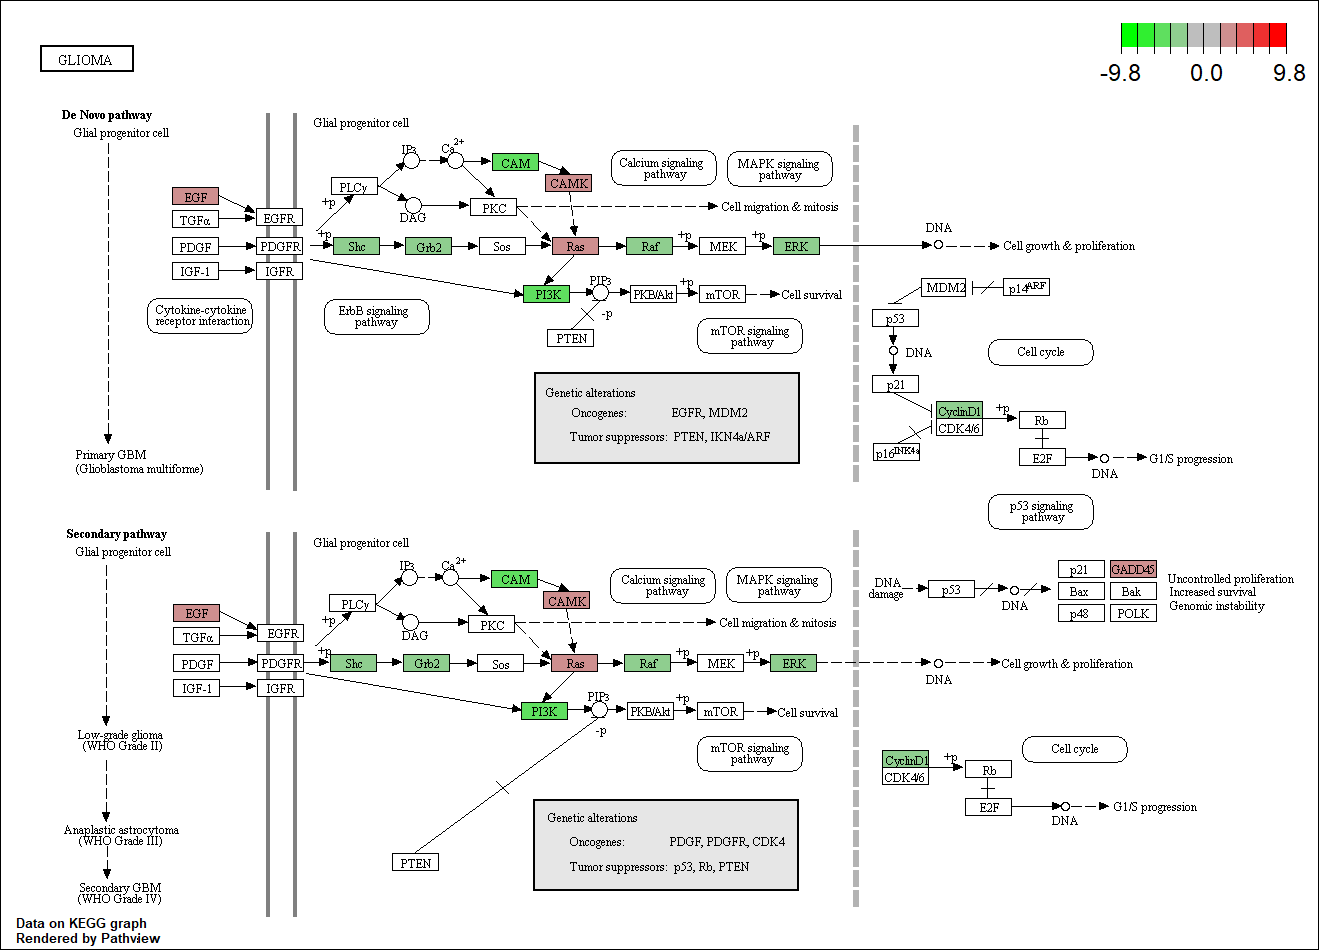 -9.8 0.0 9.8
GLIOMA
De Novo pathway
Glial progenitor cell
Glial progenitor cell
IP3
Ca2+
CAM
CAMK
Calcium signaling
pathway
MAPK signaling
pathway
PLCγ
+p
DAG
PKC
Cell migration & mitosis
EGF
TGFα
EGFR
PDGF
PDGFR
+p
Shc
Grb2
Sos
Ras
Raf
+p
MEK
+p
ERK
DNA
Cell growth & proliferation
IGF-1
IGFR
PI3K
PIP3
-p
PKB/Akt
+p
mTOR
Cell survival
PTEN
Cytokine-cytokine
receptor interaction
ErbB signaling
pathway
mTOR signaling
pathway
MDM2
p14ARF
p53
DNA
Cell cycle
p21
CyclinD1
CDK4/6
+p
Rb
p16INK4a
E2F
DNA
G1/S progression
Genetic alterations
Oncogenes: EGFR, MDM2
Tumor suppressors: PTEN, IKN4a/ARF
Primary GBM
(Glioblastoma multiforme)
p53 signaling
pathway
Secondary pathway
Glial progenitor cell
Glial progenitor cell
IP3
Ca2+
CAM
CAMK
Calcium signaling
pathway
MAPK signaling
pathway
PLCγ
+p
DAG
PKC
Cell migration & mitosis
DNA
damage
p53
DNA
p21
GADD45
Bax
Bak
p48
POLK
Uncontrolled proliferation
Increased survival
Genomic instability
EGF
TGFα
EGFR
PDGF
PDGFR
+p
Shc
Grb2
Sos
Ras
Raf
+p
MEK
+p
ERK
DNA
Cell growth & proliferation
IGF-1
IGFR
PI3K
PIP3
-p
PKB/Akt
+p
mTOR
Cell survival
mTOR signaling
pathway
Low-grade glioma
(WHO Grade II)
CyclinD1
CDK4/6
+p
Rb
Cell cycle
E2F
DNA
G1/S progression
Anaplastic astrocytoma
(WHO Grade III)
PTEN
Genetic alterations
Oncogenes: PDGF, PDGFR, CDK4
Tumor suppressors: p53, Rb, PTEN
Secondary GBM
(WHO Grade IV)
Data on KEGG graph
Rendered by Pathview